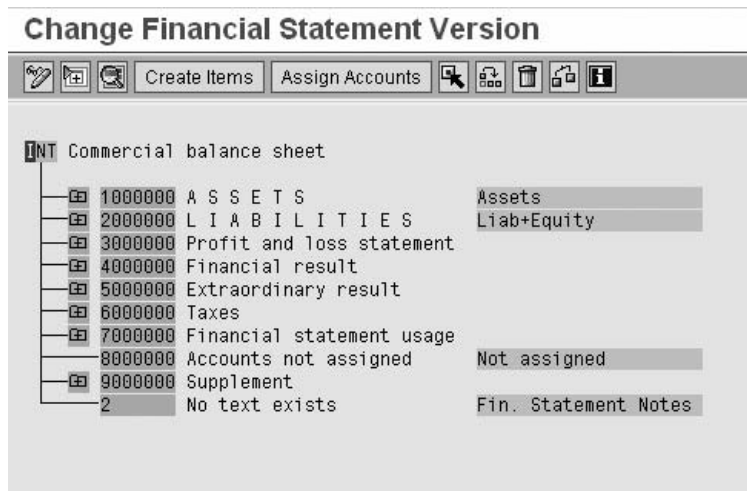 Change Financial Statement Version
Create Items Assign Accounts
INT Commercial balance sheet
1000000 A S S E T S Assets
2000000 L I A B I L I T I E S Liab+Equity
3000000 Profit and loss statement
4000000 Financial result
5000000 Extraordinary result
6000000 Taxes
7000000 Financial statement usage
8000000 Accounts not assigned Not assigned
9000000 Supplement
2 No text exists Fin. Statement Notes